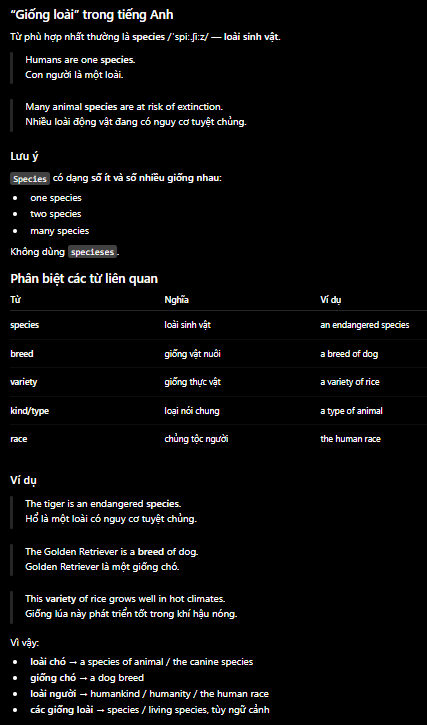 “Giống loài” trong tiếng Anh
Từ phù hợp nhất thường là species /ˈspiː.ʃiːz/ — loài sinh vật.
Humans are one species.
Con người là một loài.
Many animal species are at risk of extinction.
Nhiều loài động vật đang có nguy cơ tuyệt chủng.
Lưu ý
Species có dạng số ít và số nhiều giống nhau:
• one species
• two species
• many species
Không dùng specieses.
Phân biệt các từ liên quan
Từ Nghĩa Ví dụ
species loài sinh vật an endangered species
breed giống vật nuôi a breed of dog
variety giống thực vật a variety of rice
kind/type loại nói chung a type of animal
race chủng tộc người the human race
Ví dụ
The tiger is an endangered species.
Hổ là một loài có nguy cơ tuyệt chủng.
The Golden Retriever is a breed of dog.
Golden Retriever là một giống chó.
This variety of rice grows well in hot climates.
Giống lúa này phát triển tốt trong khí hậu nóng.
Vì vậy:
• loài chó → a species of animal / the canine species
• giống chó → a dog breed
• loài người → humankind / humanity / the human race
• các giống loài → species / living species, tùy ngữ cảnh